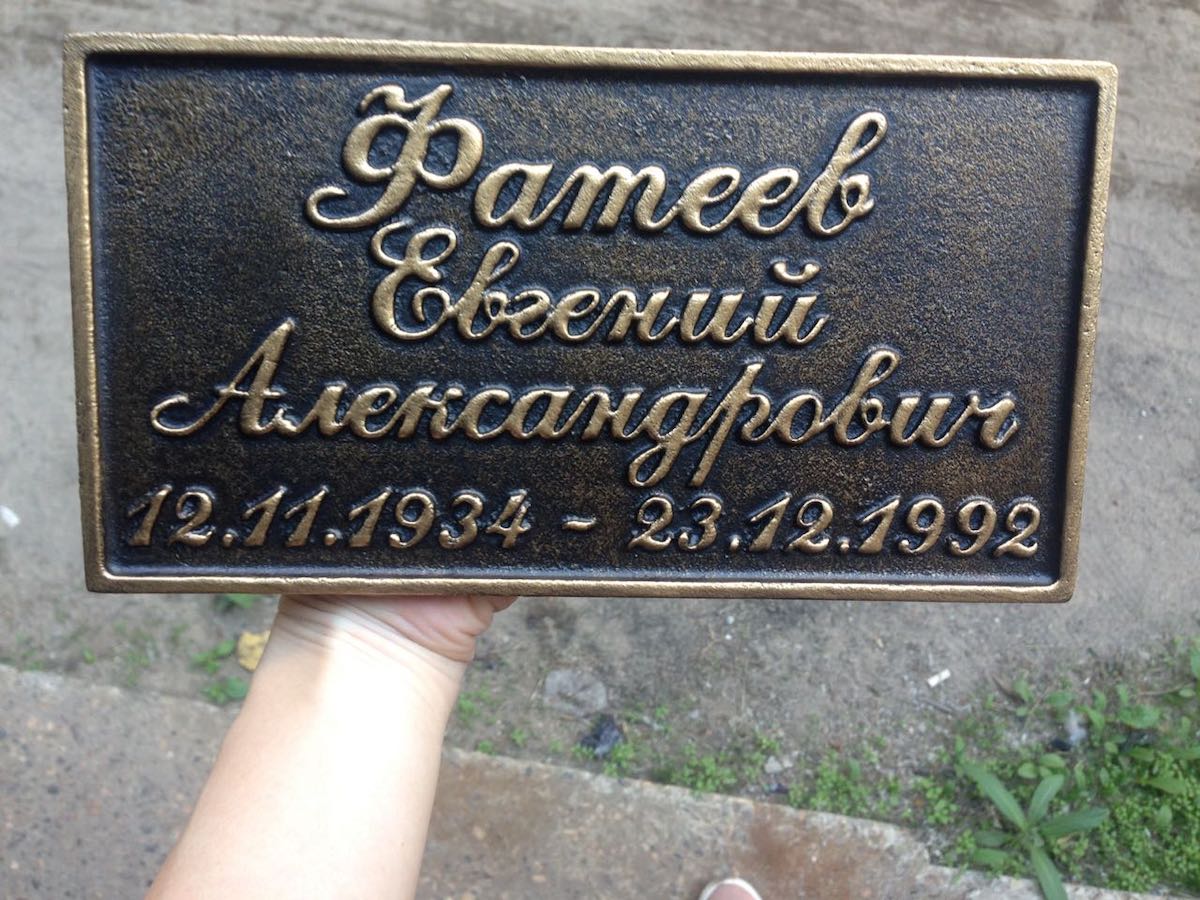 Фатеев
Евгений
Александрович
12.11.1934 - 23.12.1992